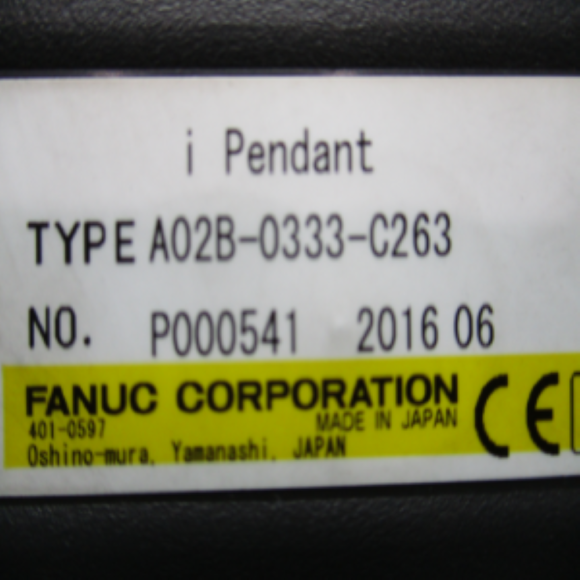 i Pendant
TYPE A02B-0333-C263
NO. P000541 2016 06
FANUC CORPORATION
401-0597 MADE IN JAPAN
Oshino-mura, Yamanashi, JAPAN
CE